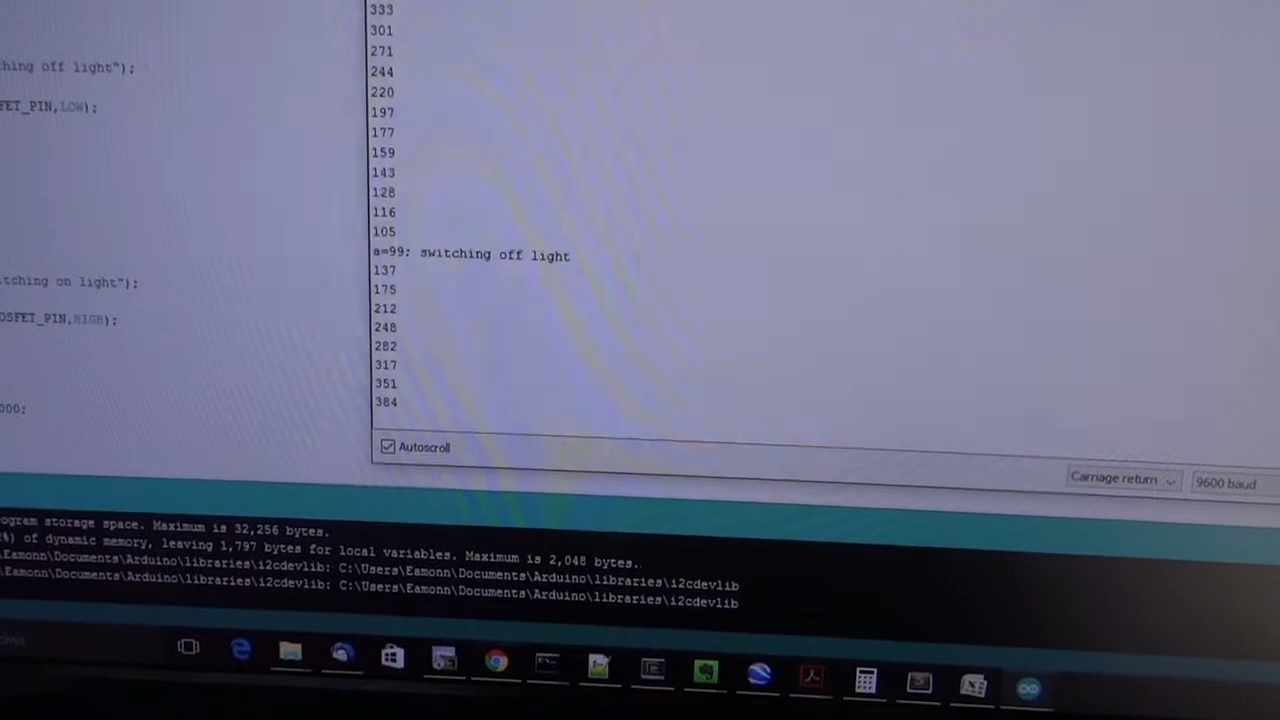 333
301
271
hing off light");
244
220
FET_PIN,LOW);
197
177
159
143
128
116
105
a=99; switching off light
137
tching on light");
175
212
OSFET_PIN,HIGH);
248
282
317
351
384
000;
Autoscroll
Carriage return
9600 baud
ogram storage space. Maximum is 32,256 bytes.
%) of dynamic memory, leaving 1,797 bytes for local variables. Maximum is 2,048 bytes.
Eamonn\Documents\Arduino\libraries\i2cdevlib: C:\Users\Eamonn\Documents\Arduino\libraries\i2cdevlib
Eamonn\Documents\Arduino\libraries\i2cdevlib: C:\Users\Eamonn\Documents\Arduino\libraries\i2cdevlib